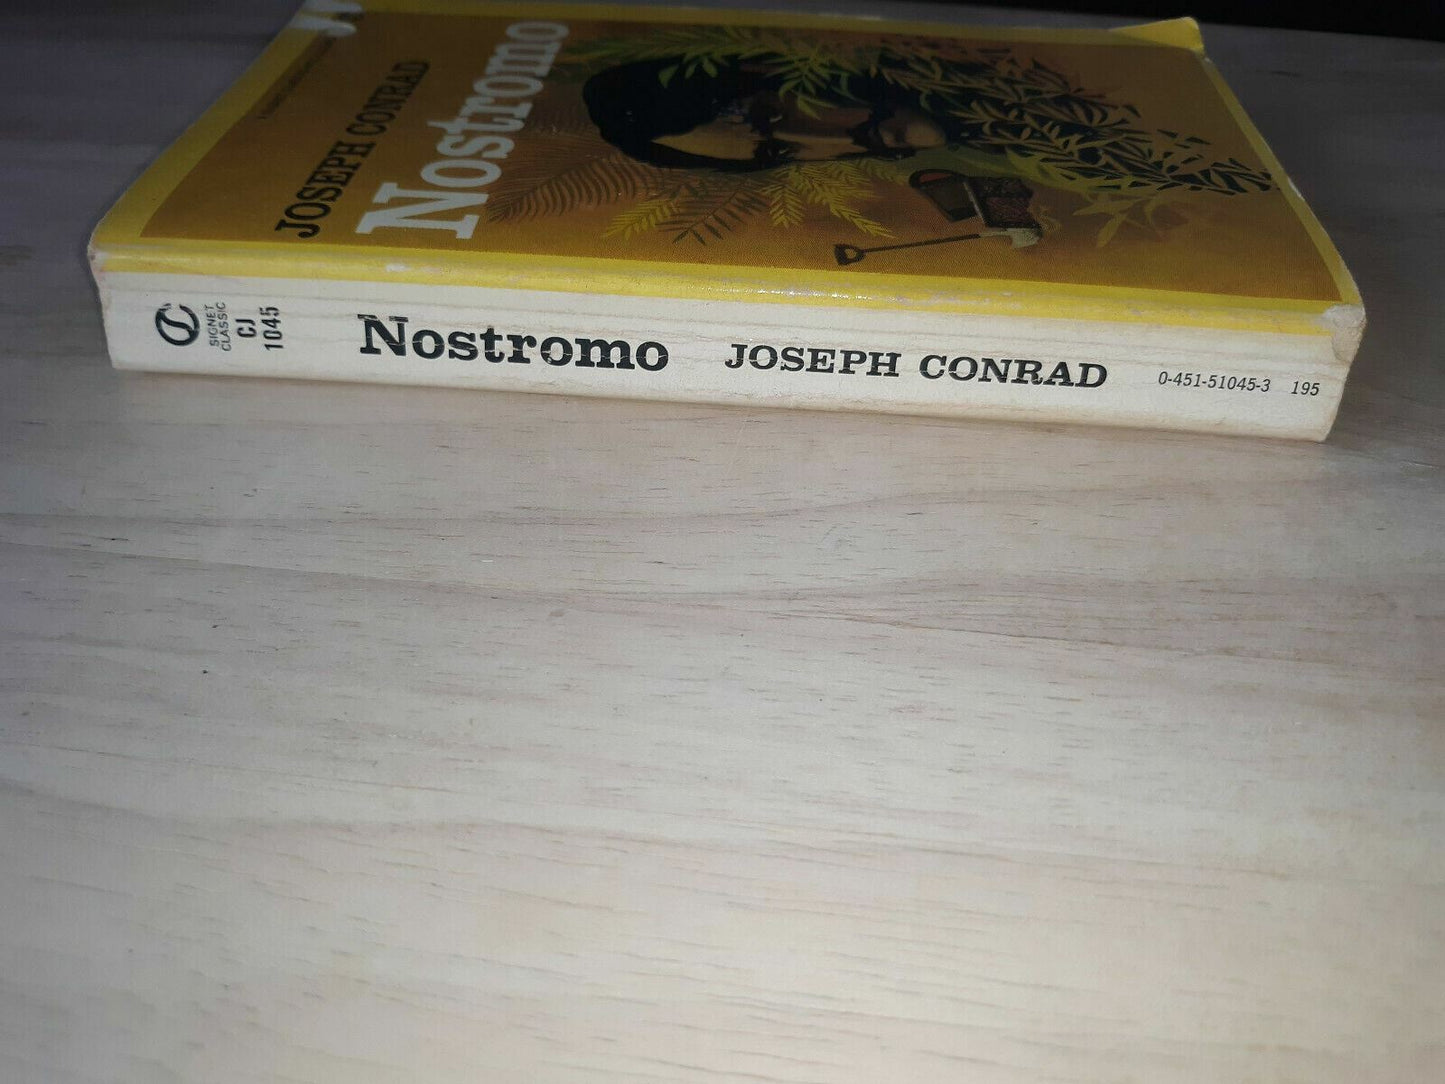 JOSEPH CONRAD
Nostromo
SIGNET
CLASSIC
CJ
1045
Nostromo
JOSEPH CONRAD
0-451-51045-3
195